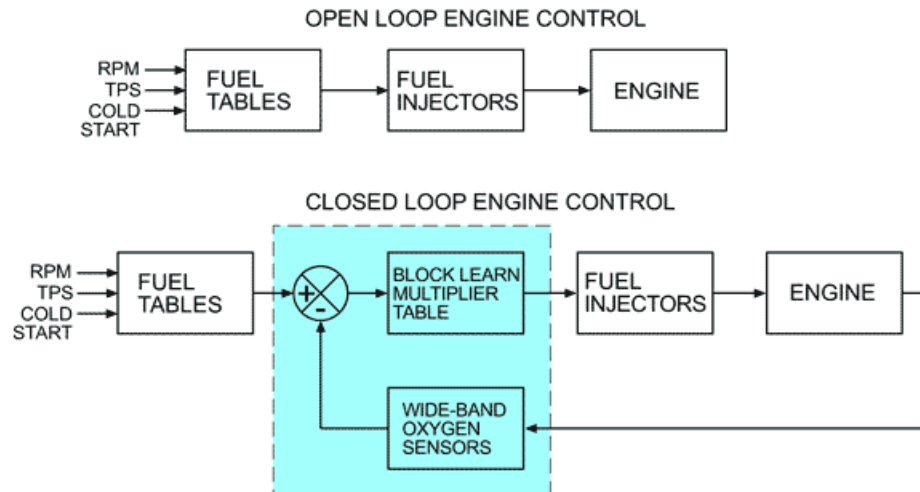 OPEN LOOP ENGINE CONTROL
RPM
TPS
COLD
START
FUEL
TABLES
FUEL
INJECTORS
ENGINE
CLOSED LOOP ENGINE CONTROL
RPM
TPS
COLD
START
FUEL
TABLES
+
-
BLOCK LEARN
MULTIPLIER
TABLE
FUEL
INJECTORS
ENGINE
WIDE-BAND
OXYGEN
SENSORS